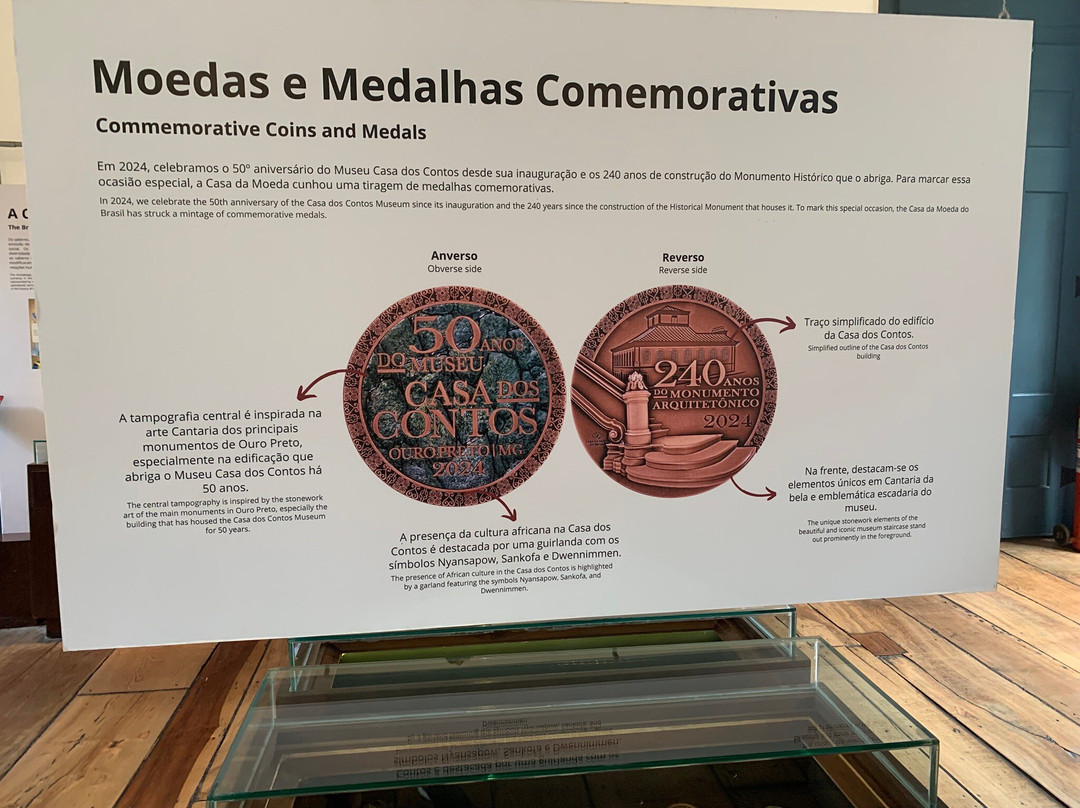 Moedas e Medalhas Comemorativas
Commemorative Coins and Medals
Em 2024, celebramos o 50º aniversário do Museu Casa dos Contos desde sua inauguração e os 240 anos de construção do Monumento Histórico que o abriga. Para marcar essa
ocasião especial, a Casa da Moeda cunhou uma tiragem de medalhas comemorativas.
In 2024, we celebrate the 50th anniversary of the Casa dos Contos Museum since its inauguration and the 240 years since the construction of the Historical Monument that houses it. To mark this special occasion, the Casa da Moeda do
Brasil has struck a mintage of commemorative medals.
Anverso
Obverse side
Reverso
Reverse side
50 ANOS
DO MUSEU
CASA DOS
CONTOS
OURO PRETO | MG
2024
240 ANOS
DO MONUMENTO
ARQUITETÔNICO
2024
Traço simplificado do edifício
da Casa dos Contos.
Simplified outline of the Casa dos Contos
building
A tampografia central é inspirada na
arte Cantaria dos principais
monumentos de Ouro Preto,
especialmente na edificação que
abriga o Museu Casa dos Contos há
50 anos.
The central tampography is inspired by the stonework
art of the main monuments in Ouro Preto, especially the
building that has housed the Casa dos Contos Museum
for 50 years.
A presença da cultura africana na Casa dos
Contos é destacada por uma guirlanda com os
símbolos Nyansapow, Sankofa e Dwennimmen.
The presence of African culture in the Casa dos Contos is highlighted
by a garland featuring the symbols Nyansapow, Sankofa, and
Dwennimmen.
Na frente, destacam-se os
elementos únicos em Cantaria da
bela e emblemática escadaria do
museu.
The unique stonework elements of the
beautiful and iconic museum staircase stand
out prominently in the foreground.